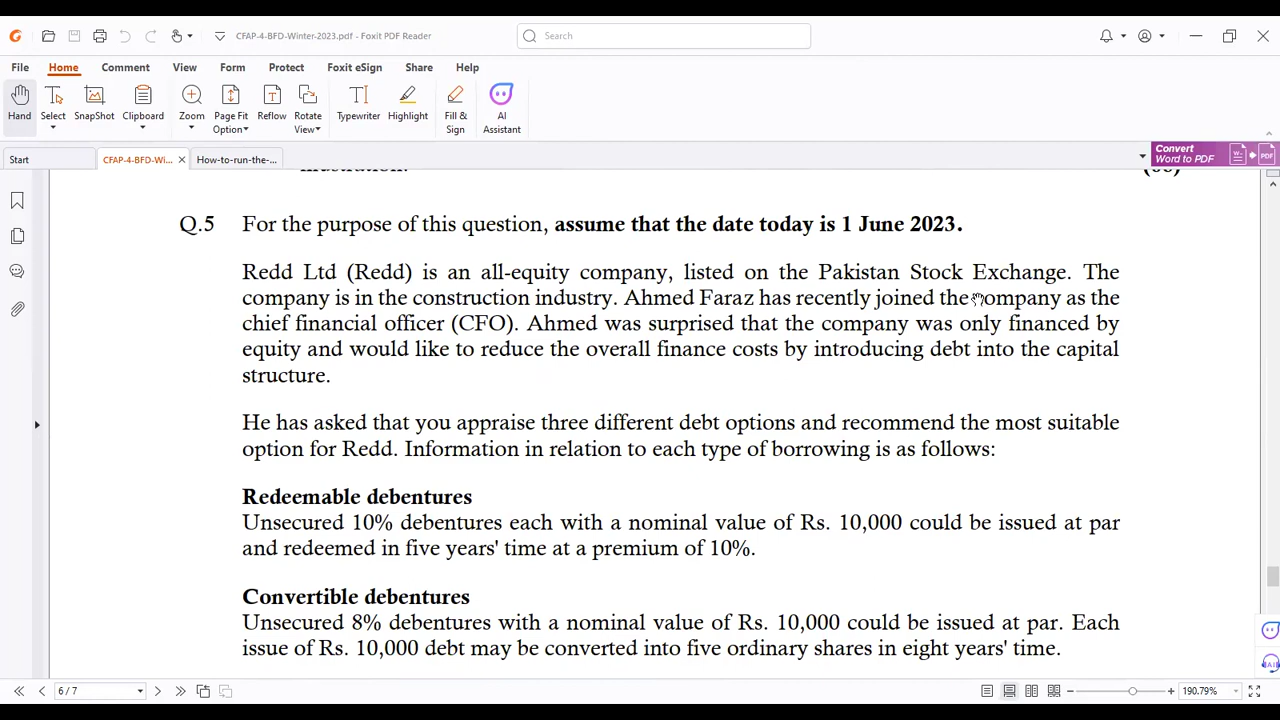 CFAP-4-BFD-Winter-2023.pdf - Foxit PDF Reader
Search
File Home Comment View Form Protect Foxit eSign Share Help
Hand Select SnapShot Clipboard Zoom Page Fit Option Reflow Rotate View Typewriter Highlight Fill & Sign AI Assistant
Start CFAP-4-BFD-Wi... How-to-run-the-... Convert Word to PDF
illustration.
Q.5 For the purpose of this question, assume that the date today is 1 June 2023.
Redd Ltd (Redd) is an all-equity company, listed on the Pakistan Stock Exchange. The
company is in the construction industry. Ahmed Faraz has recently joined the company as the
chief financial officer (CFO). Ahmed was surprised that the company was only financed by
equity and would like to reduce the overall finance costs by introducing debt into the capital
structure.
He has asked that you appraise three different debt options and recommend the most suitable
option for Redd. Information in relation to each type of borrowing is as follows:
Redeemable debentures
Unsecured 10% debentures each with a nominal value of Rs. 10,000 could be issued at par
and redeemed in five years' time at a premium of 10%.
Convertible debentures
Unsecured 8% debentures with a nominal value of Rs. 10,000 could be issued at par. Each
issue of Rs. 10,000 debt may be converted into five ordinary shares in eight years' time.
6 / 7 190.79%